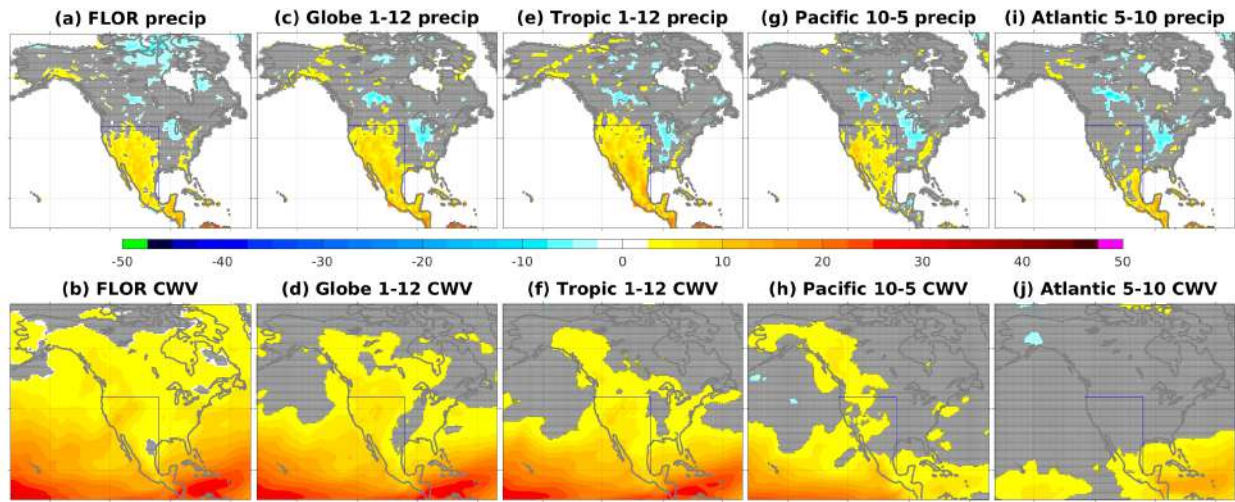 (a) FLOR precip (c) Globe 1-12 precip (e) Tropic 1-12 precip (g) Pacific 10-5 precip (i) Atlantic 5-10 precip
-50 -40 -30 -20 -10 0 10 20 30 40 50
(b) FLOR CWV (d) Globe 1-12 CWV (f) Tropic 1-12 CWV (h) Pacific 10-5 CWV (j) Atlantic 5-10 CWV